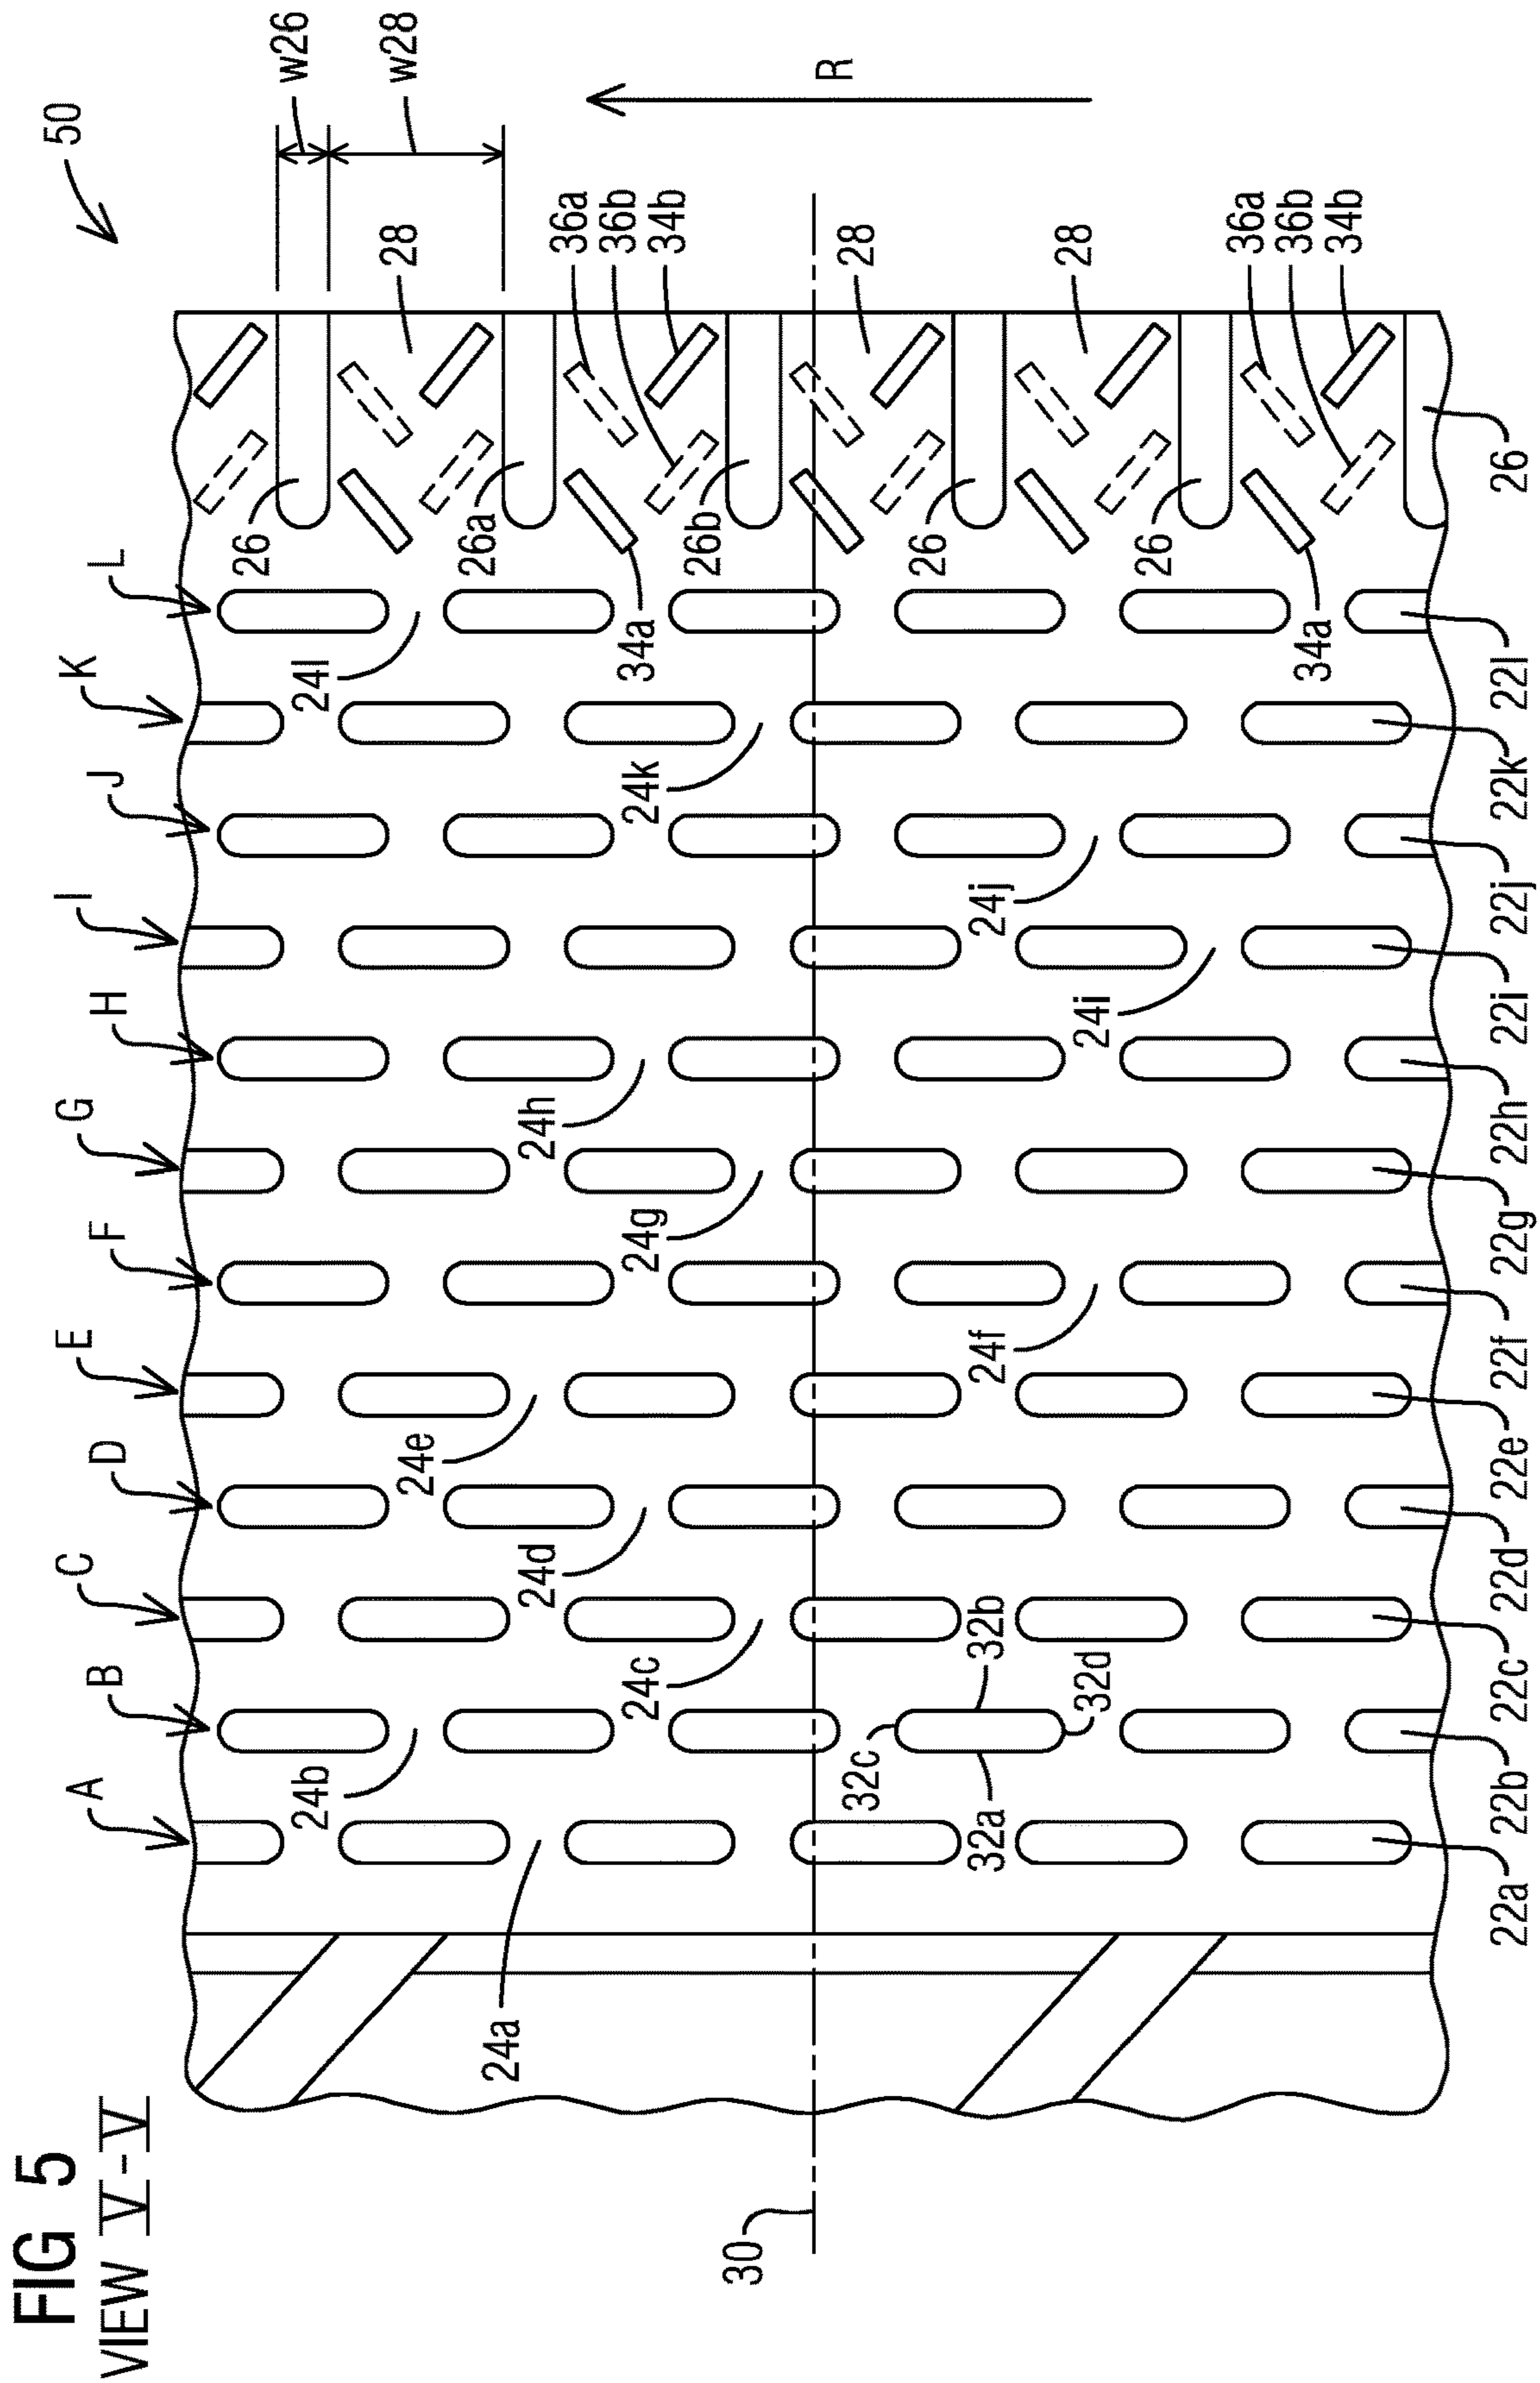 FIG 5
VIEW V-V
50
w26
w28
R
28
36a
36b
34b
28
28
36a
36b
34b
26
26a
26b
26
26
26
34a
34a
L
K
J
I
H
G
F
E
D
C
B
A
24l
24k
24j
24i
24h
24g
24f
24e
24d
24c
24b
24a
32c
32b
32a
32d
22l
22k
22j
22i
22h
22g
22f
22e
22d
22c
22b
22a
30